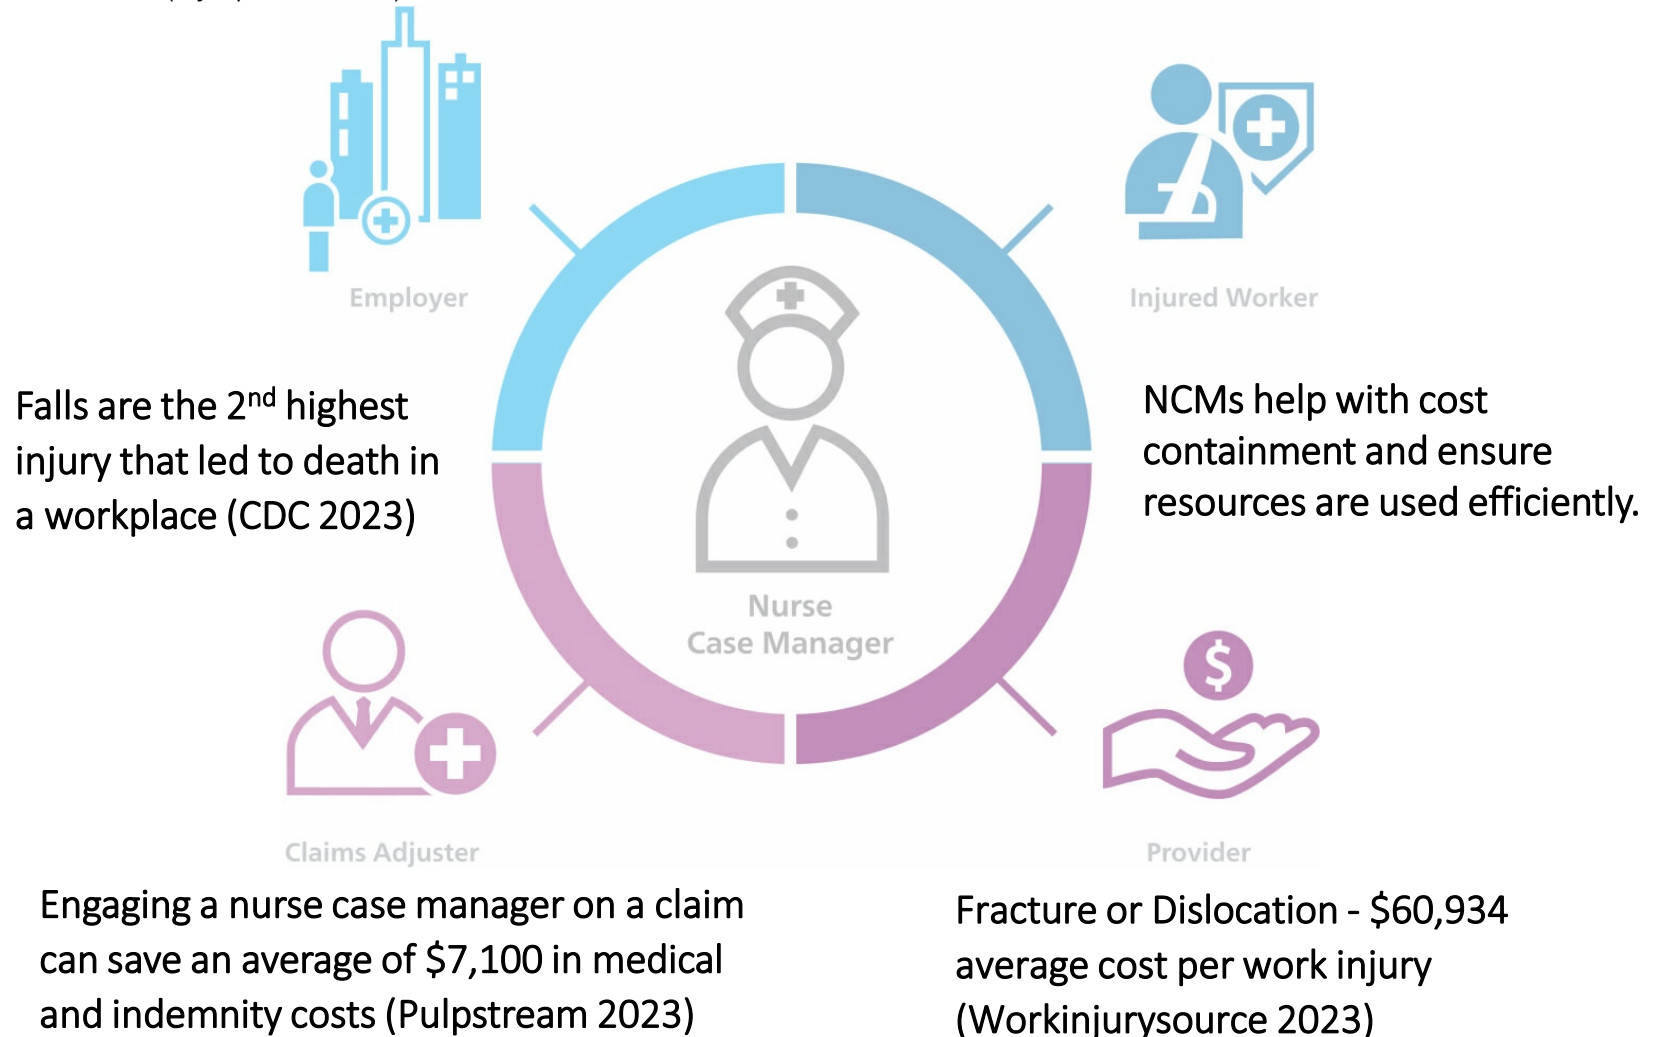 Employer
Injured Worker
Falls are the 2nd highest
injury that led to death in
a workplace (CDC 2023)
NCMs help with cost
containment and ensure
resources are used efficiently.
Nurse
Case Manager
$
Claims Adjuster
Provider
Engaging a nurse case manager on a claim
can save an average of $7,100 in medical
and indemnity costs (Pulpstream 2023)
Fracture or Dislocation - $60,934
average cost per work injury
(Workinjurysource 2023)